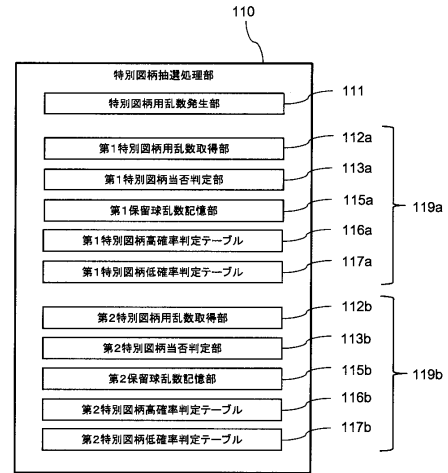 110
特別図柄抽選処理部
特別図柄用乱数発生部 111
第1特別図柄用乱数取得部 112a
第1特別図柄当否判定部 113a
第1保留球乱数記憶部 115a
119a
第1特別図柄高確率判定テーブル 116a
第1特別図柄低確率判定テーブル 117a
第2特別図柄用乱数取得部 112b
第2特別図柄当否判定部 113b
第2保留球乱数記憶部 115b
119b
第2特別図柄高確率判定テーブル 116b
第2特別図柄低確率判定テーブル 117b